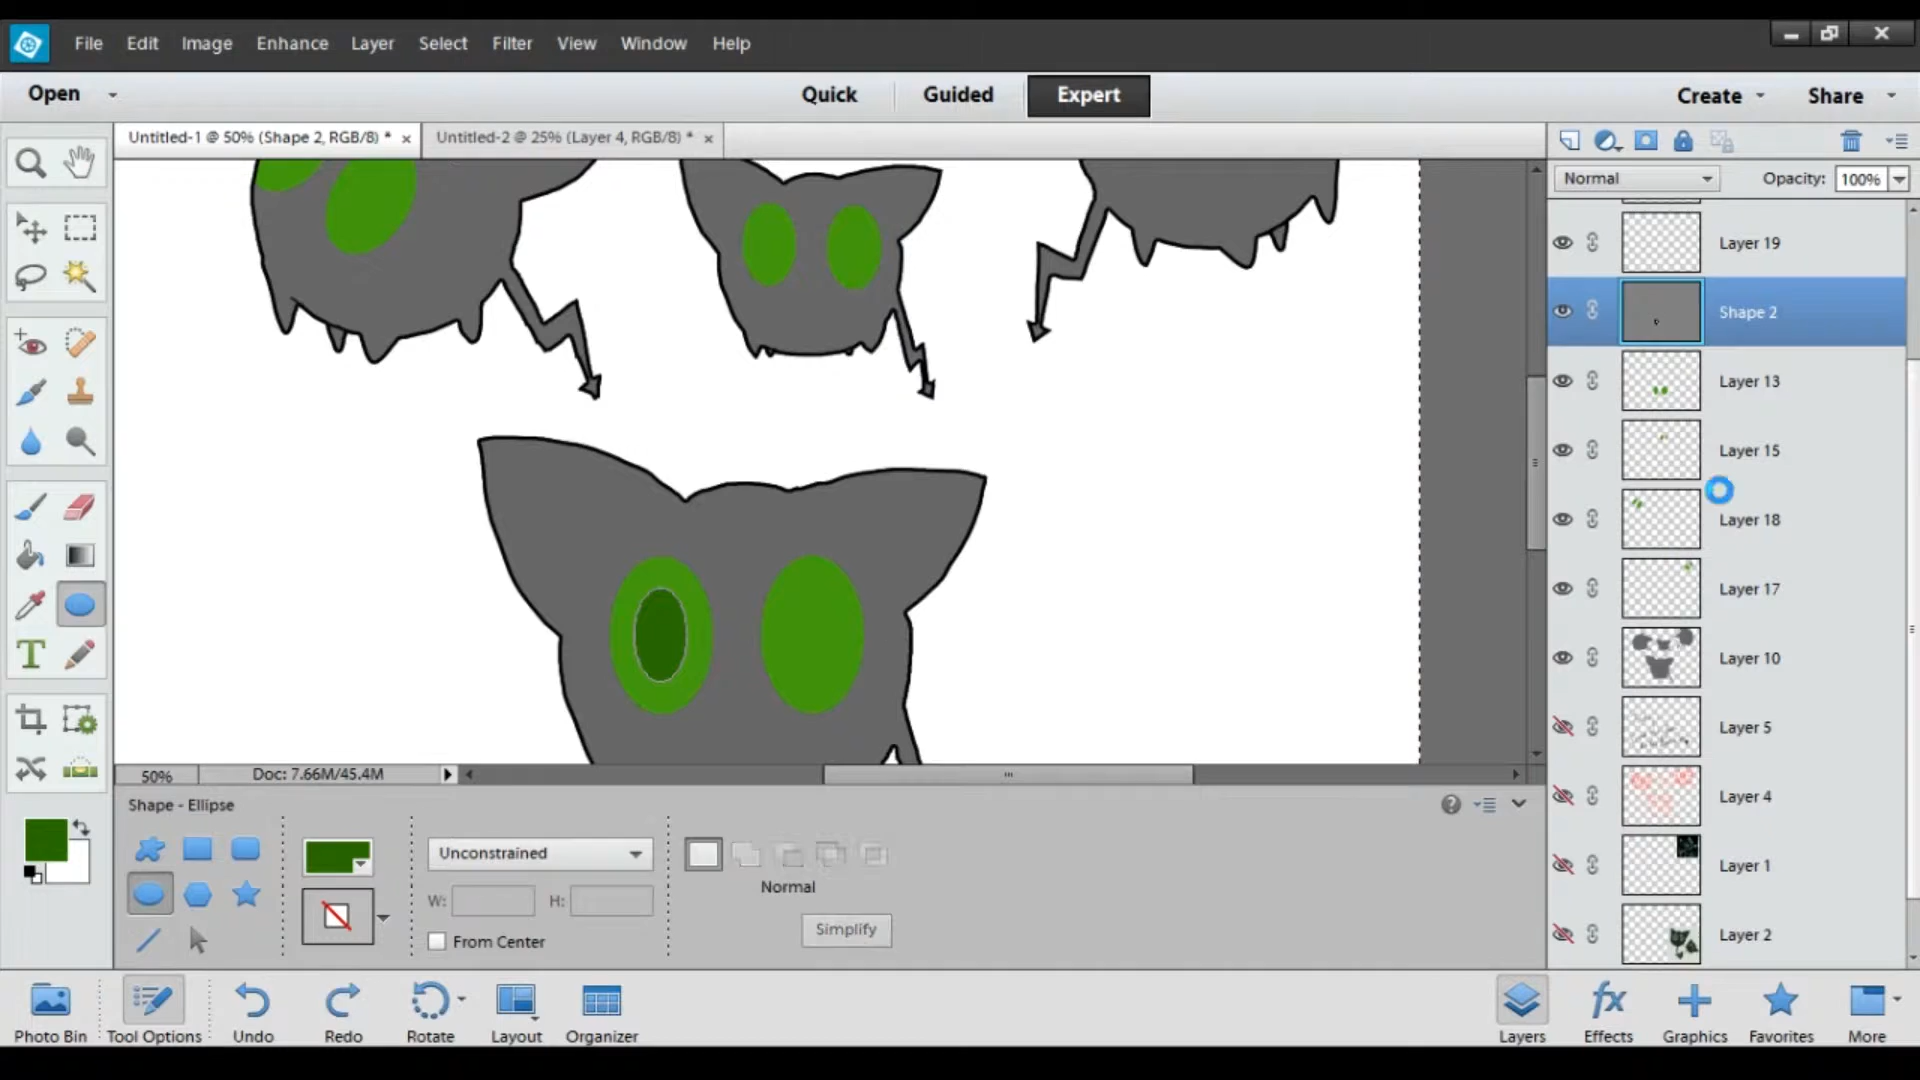 File Edit Image Enhance Layer Select Filter View Window Help
Open Quick Guided Expert Create Share
Untitled-1 @ 50% (Shape 2, RGB/8) * × Untitled-2 @ 25% (Layer 4, RGB/8) * ×
Normal Opacity: 100%
Layer 19
Shape 2
Layer 13
Layer 15
Layer 18
Layer 17
Layer 10
Layer 5
Layer 4
Layer 1
Layer 2
50% Doc: 7.66M/45.4M
Shape - Ellipse
Unconstrained
Normal
W: H:
Simplify
From Center
Photo Bin Tool Options Undo Redo Rotate Layout Organizer Layers Effects Graphics Favorites More